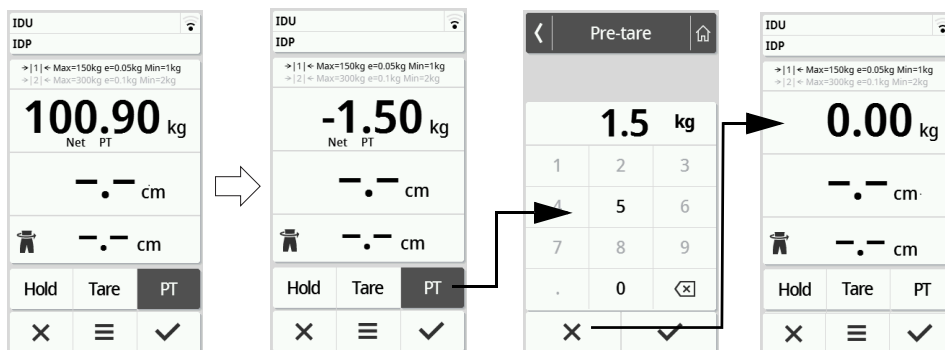 IDU
IDP
→|1|← Max=150kg e=0.05kg Min=1kg
→|2|← Max=300kg e=0.1kg Min=2kg
100.90 kg
Net PT
–.– cm
–.– cm
Hold Tare PT
IDU
IDP
→|1|← Max=150kg e=0.05kg Min=1kg
→|2|← Max=300kg e=0.1kg Min=2kg
-1.50 kg
Net PT
–.– cm
–.– cm
Hold Tare PT
Pre-tare
1.5 kg
1 2 3
4 5 6
7 8 9
. 0
IDU
IDP
→|1|← Max=150kg e=0.05kg Min=1kg
→|2|← Max=300kg e=0.1kg Min=2kg
0.00 kg
–.– cm
–.– cm
Hold Tare PT